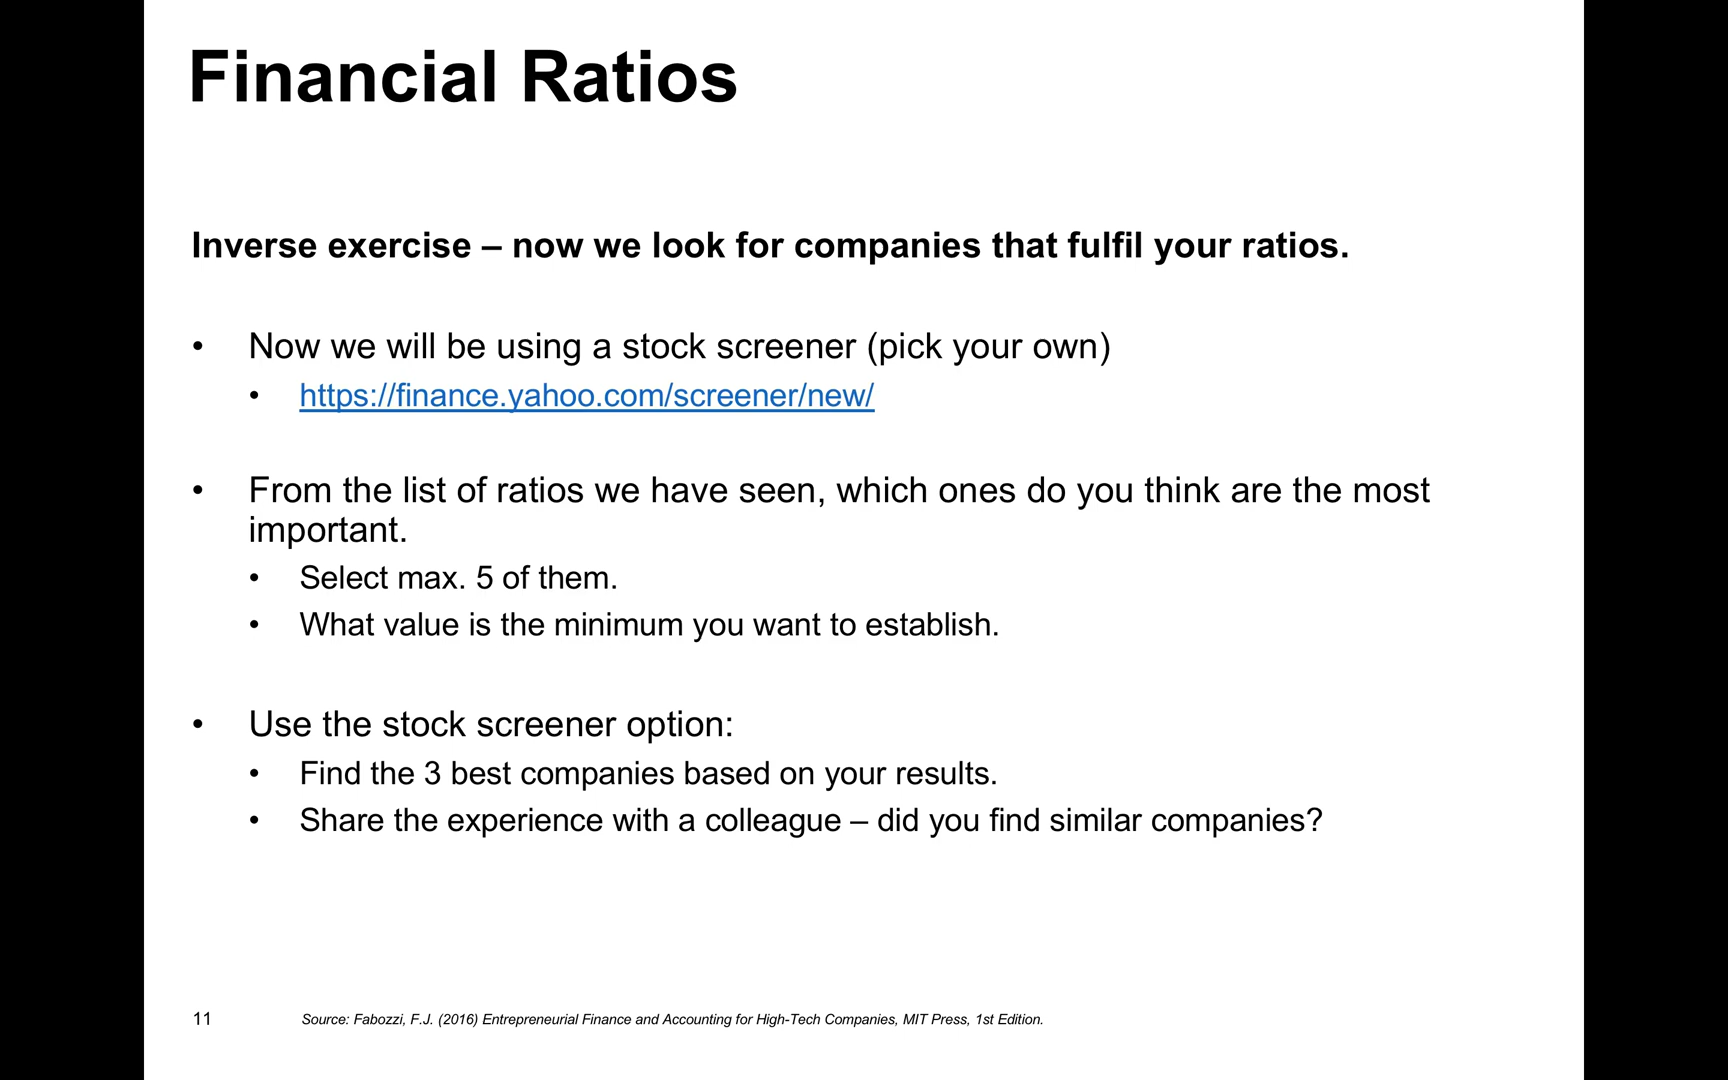 Financial Ratios
Inverse exercise – now we look for companies that fulfil your ratios.
• Now we will be using a stock screener (pick your own)
• https://finance.yahoo.com/screener/new/
• From the list of ratios we have seen, which ones do you think are the most
important.
• Select max. 5 of them.
• What value is the minimum you want to establish.
• Use the stock screener option:
• Find the 3 best companies based on your results.
• Share the experience with a colleague – did you find similar companies?
11 Source: Fabozzi, F.J. (2016) Entrepreneurial Finance and Accounting for High-Tech Companies, MIT Press, 1st Edition.